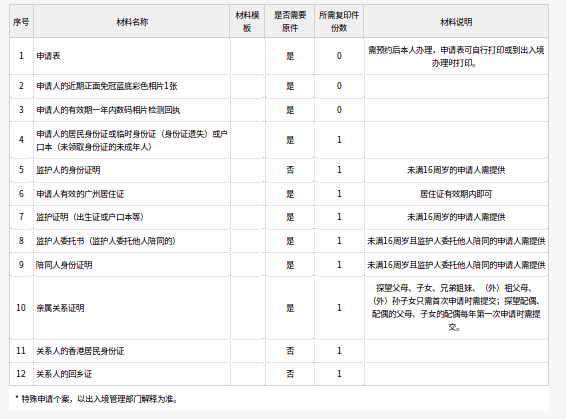 序号 材料名称 材料模板 是否需要原件 所需复印件份数 材料说明
1 申请表 是 0 需预约后本人办理，申请表可自行打印或到出入境办理时打印。
2 申请人的近期正面免冠蓝底彩色相片1张 是 0
3 申请人的有效期一年内数码相片检测回执 是 0
4 申请人的居民身份证或临时身份证（身份证遗失）或户口本（未领取身份证的未成年人） 是 1
5 监护人的身份证明 否 1 未满16周岁的申请人需提供
6 申请人有效的广州居住证 是 1 居住证有效期内即可
7 监护证明（出生证或户口本等） 是 1 未满16周岁的申请人需提供
8 监护人委托书（监护人委托他人陪同的） 是 1 未满16周岁且监护人委托他人陪同的申请人需提供
9 陪同人身份证明 是 1 未满16周岁且监护人委托他人陪同的申请人需提供
10 亲属关系证明 是 1 探望父母、子女、兄弟姐妹、（外）祖父母、（外）孙子女只需首次申请时需提交；探望配偶、配偶的父母、子女的配偶每年第一次申请时需提交。
11 关系人的香港居民身份证 否 1
12 关系人的回乡证 否 1
* 特殊申请个案，以出入境管理部门解释为准。